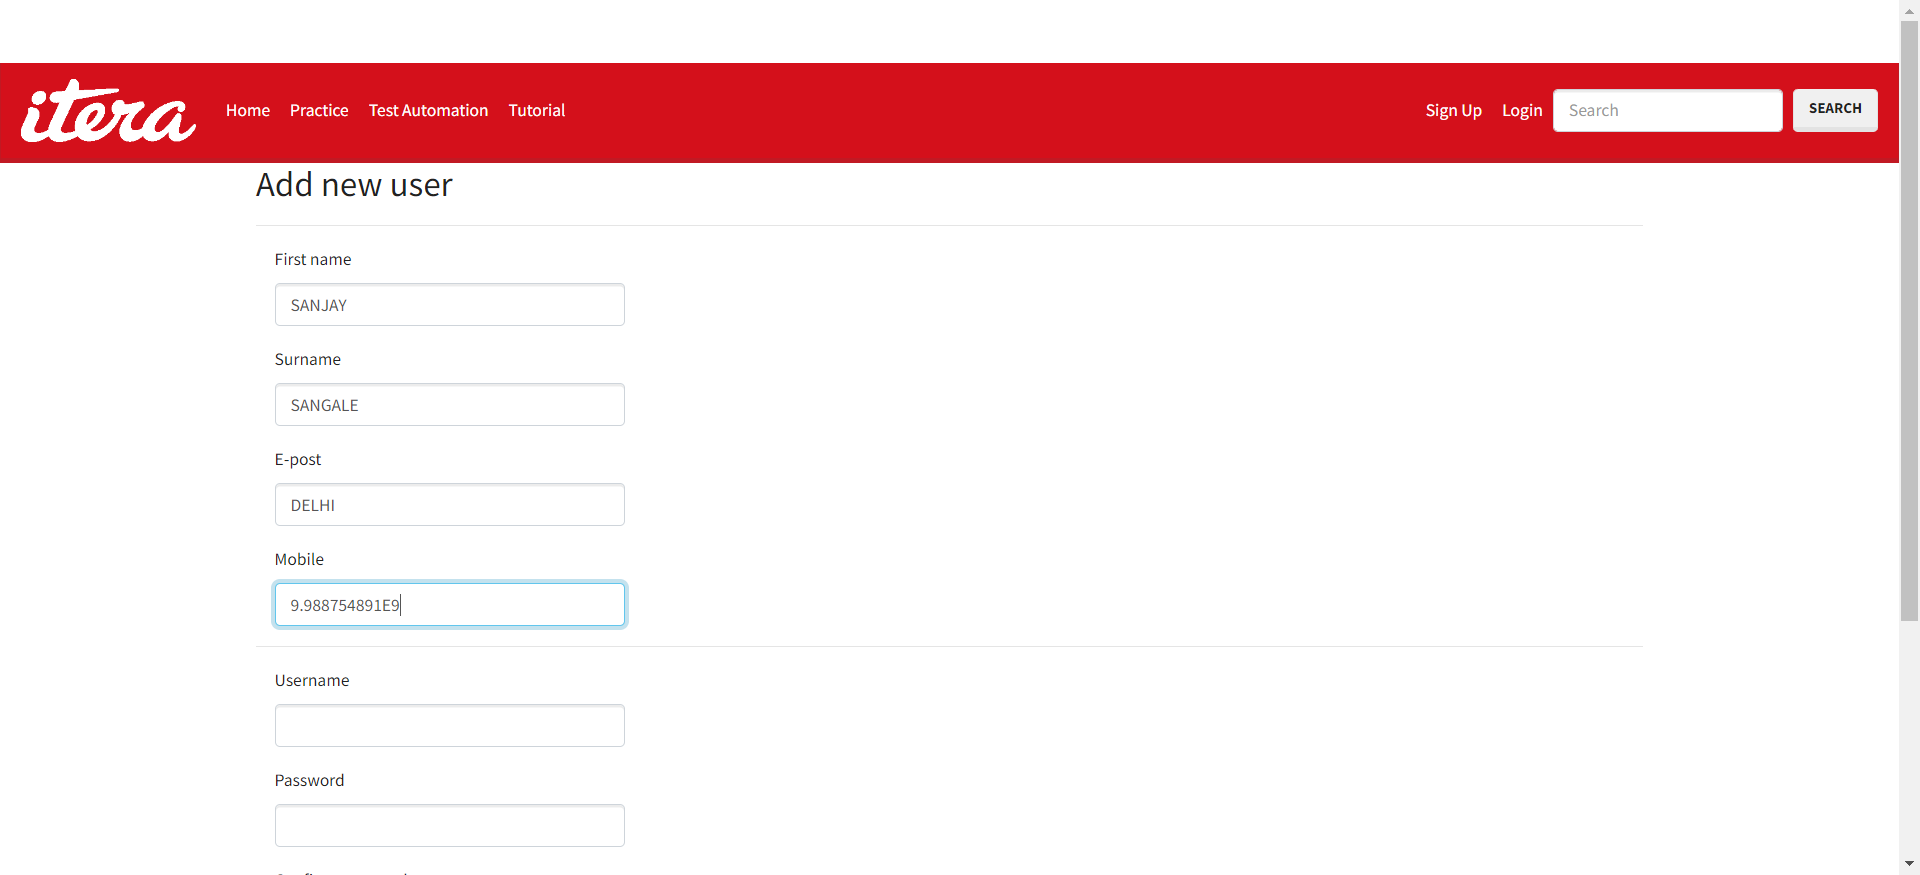 itera
Home Practice Test Automation Tutorial Sign Up Login Search SEARCH
Add new user
First name
SANJAY
Surname
SANGALE
E-post
DELHI
Mobile
9.988754891E9
Username
Password